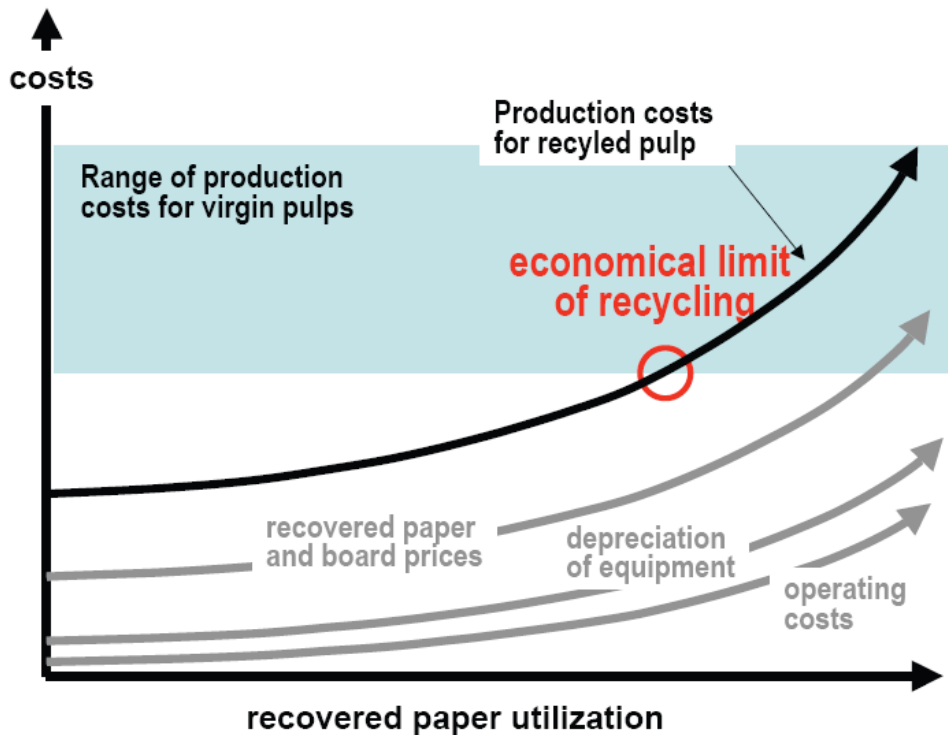 costs
Production costs
for recyled pulp
Range of production
costs for virgin pulps
economical limit
of recycling
recovered paper
and board prices
depreciation
of equipment
operating
costs
recovered paper utilization